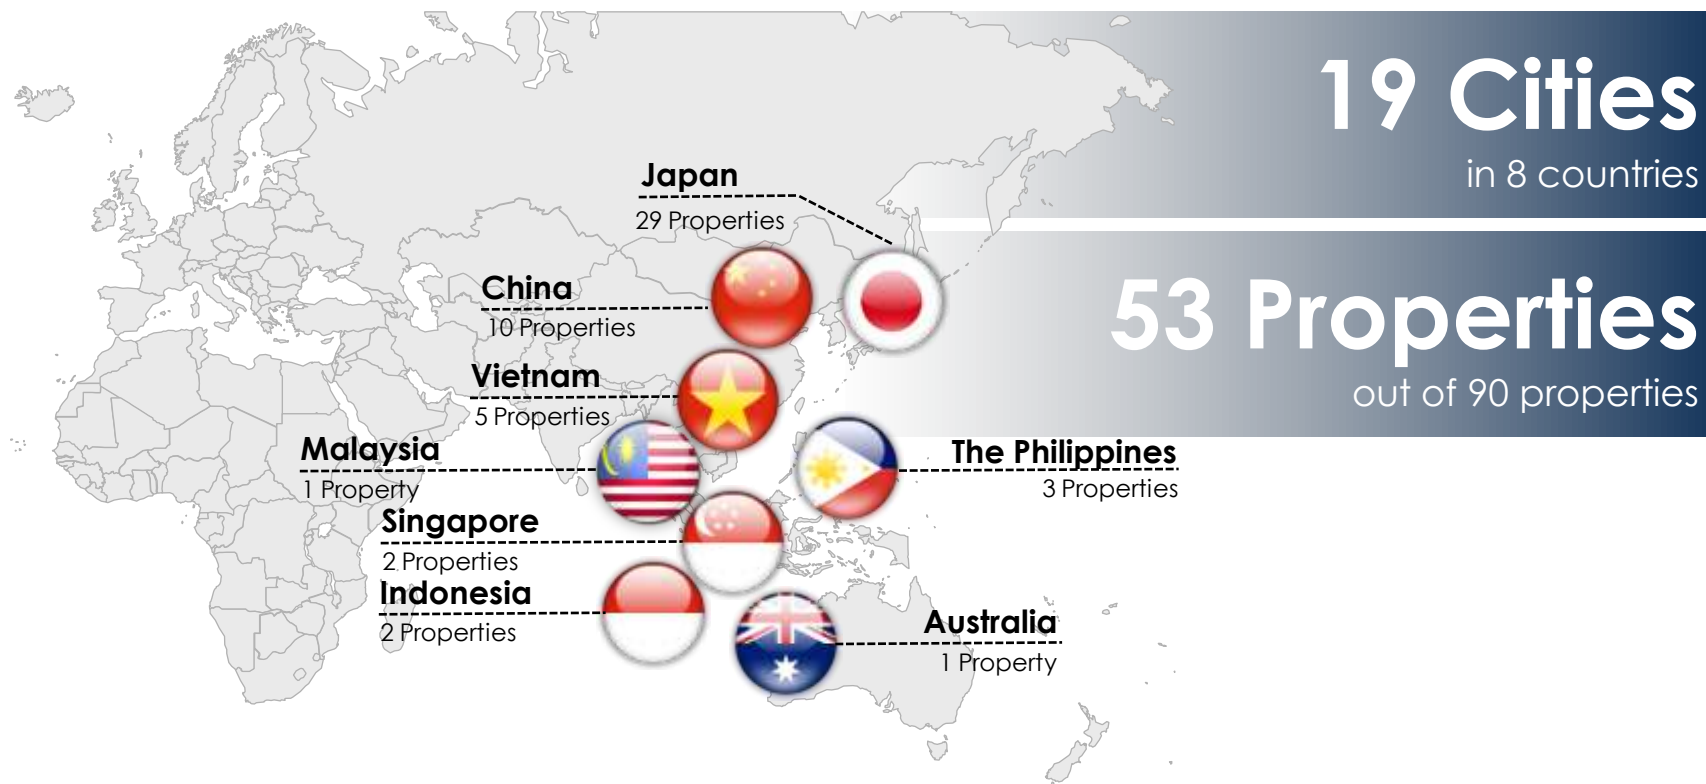 19 Cities
in 8 countries
53 Properties
out of 90 properties
Japan
29 Properties
China
10 Properties
Vietnam
5 Properties
Malaysia
1 Property
The Philippines
3 Properties
Singapore
2 Properties
Indonesia
2 Properties
Australia
1 Property